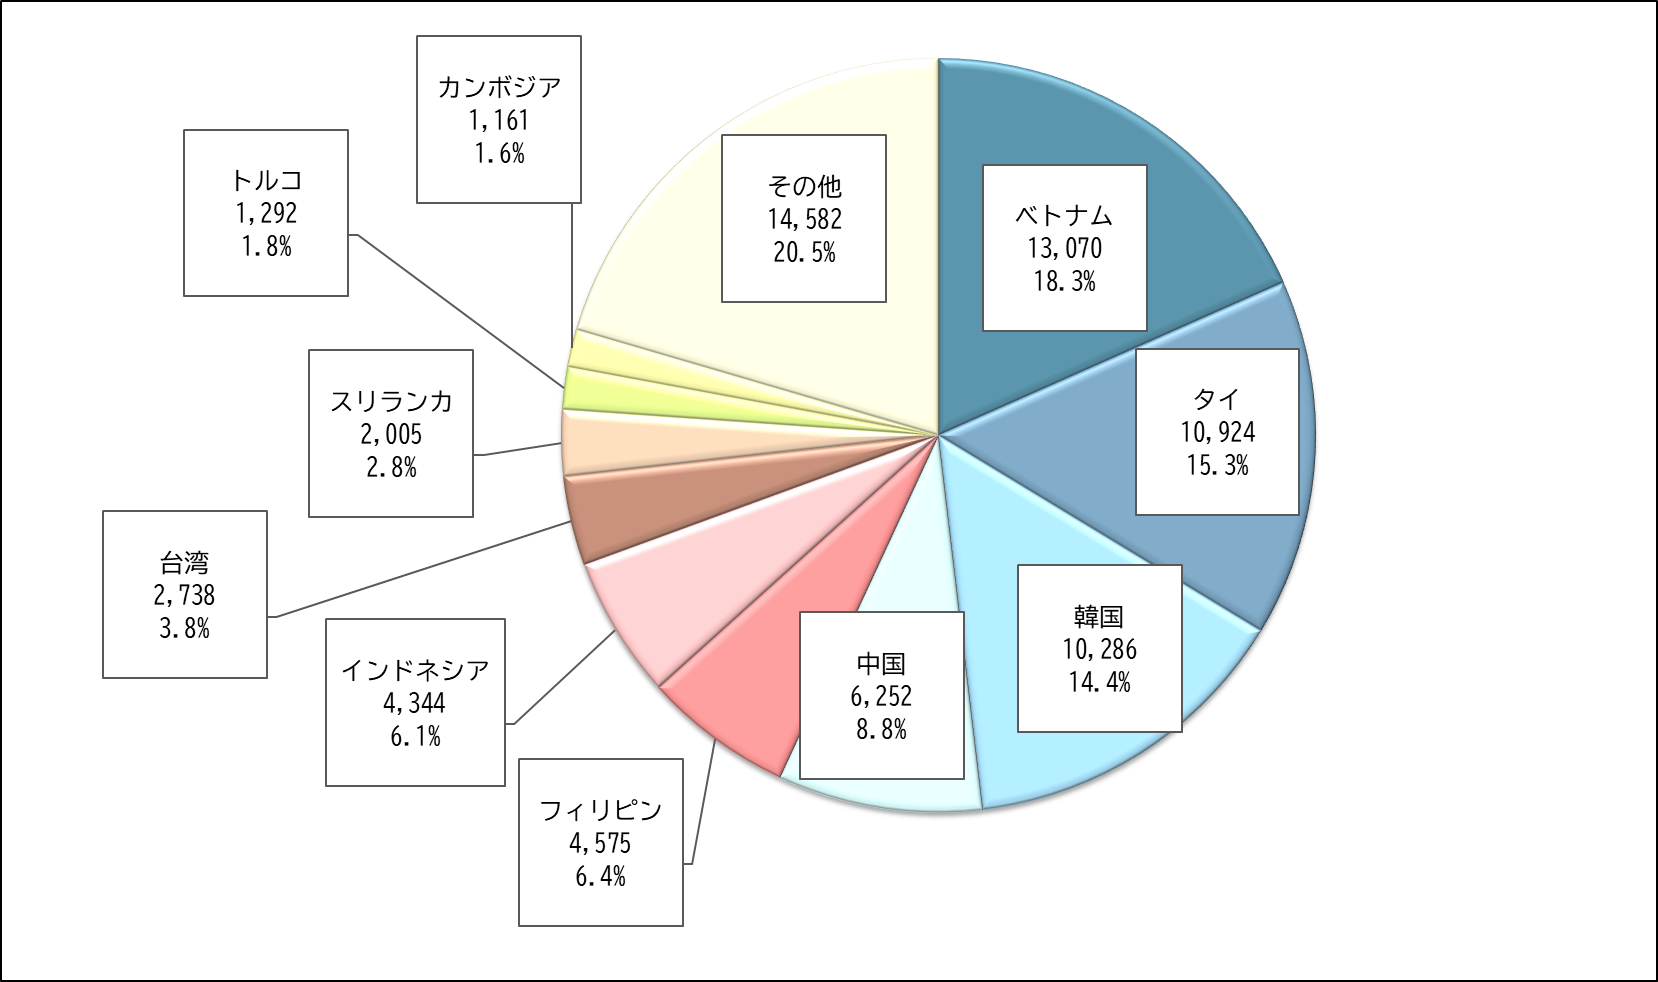 ベトナム
13,070
18.3%
タイ
10,924
15.3%
韓国
10,286
14.4%
中国
6,252
8.8%
フィリピン
4,575
6.4%
インドネシア
4,344
6.1%
台湾
2,738
3.8%
スリランカ
2,005
2.8%
トルコ
1,292
1.8%
カンボジア
1,161
1.6%
その他
14,582
20.5%